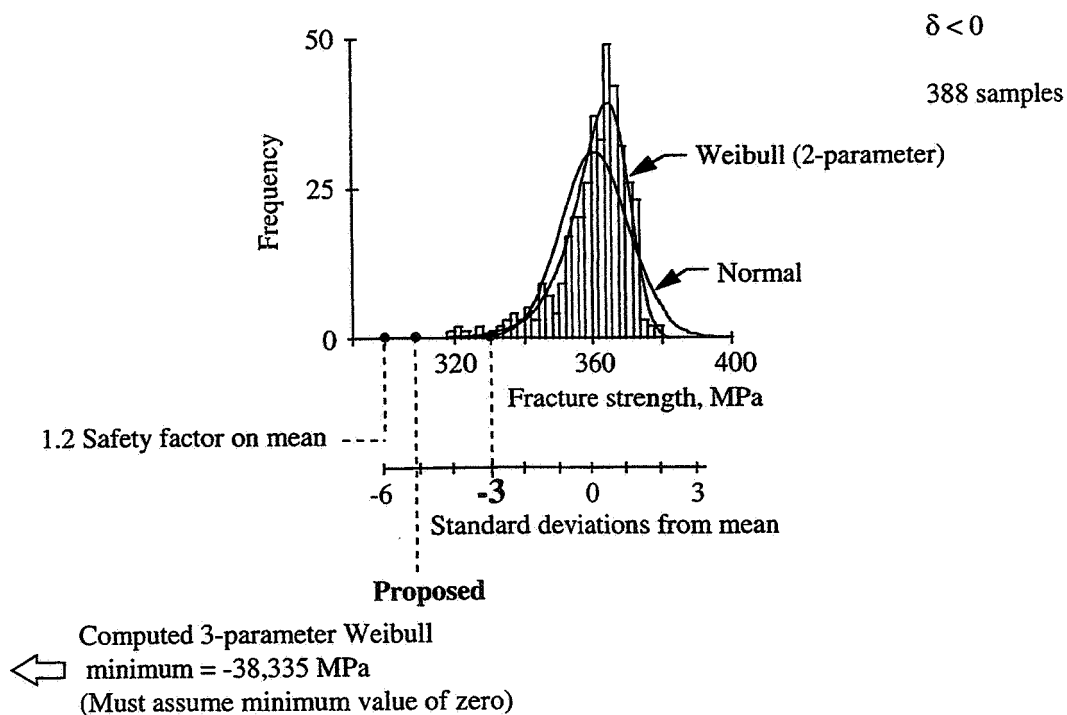 δ < 0
388 samples
50
25
0
Frequency
Weibull (2-parameter)
Normal
320
360
400
Fracture strength, MPa
1.2 Safety factor on mean
-6
-3
0
3
Standard deviations from mean
Proposed
Computed 3-parameter Weibull
minimum = -38,335 MPa
(Must assume minimum value of zero)